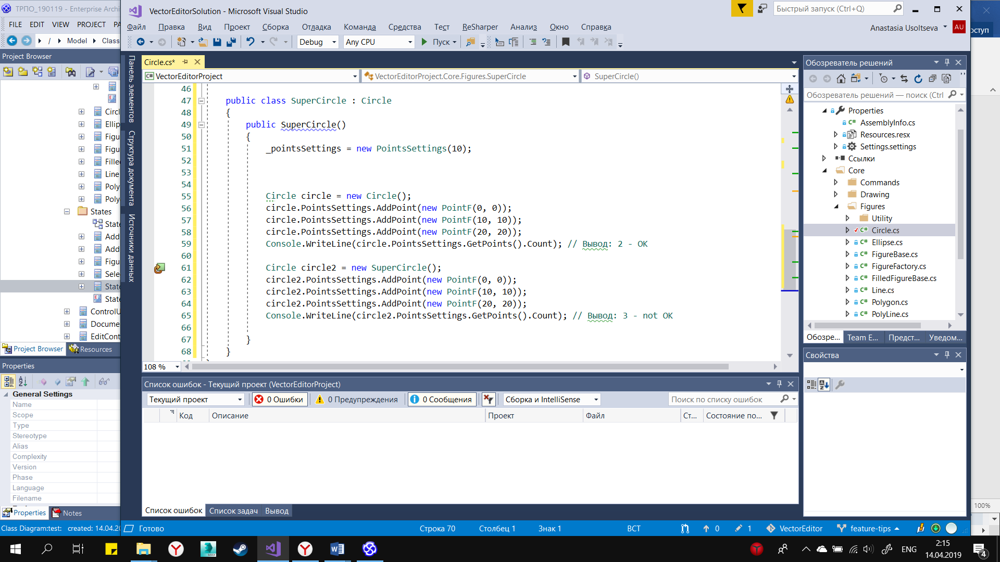 ТРПО_190119 - Enterprise Archi
FILE EDIT VIEW PROJECT PA
/ Model Class
Project Browser
Circl
Ellip
Figu
Figu
Fille
Line
Poly
Poly
States
State
Add
Add
Figu
Sele
State
State
ControlU
Docume
EditCont
Project Browser Resources
Properties
General Settings
Name
Scope
Type
Stereotype
Alias
Complexity
Version
Phase
Language
Filename
Properties Notes
Class Diagram:test: created: 14.04.20
VectorEditorSolution - Microsoft Visual Studio
Быстрый запуск (Ctrl+Q)
Файл Правка Вид Проект Сборка Отладка Команда Средства Тест ReSharper Анализ Окно Справка
Anastasia Usoltseva AU
Debug Any CPU Пуск
Панель элементов
Структура документа
Источники данных
Circle.cs*
VectorEditorProject VectorEditorProject.Core.Figures.SuperCircle SuperCircle()
46
47 public class SuperCircle : Circle
48 {
49 public SuperCircle()
50 {
51 _pointsSettings = new PointsSettings(10);
52
53
54
55 Circle circle = new Circle();
56 circle.PointsSettings.AddPoint(new PointF(0, 0));
57 circle.PointsSettings.AddPoint(new PointF(10, 10));
58 circle.PointsSettings.AddPoint(new PointF(20, 20));
59 Console.WriteLine(circle.PointsSettings.GetPoints().Count); // Вывод: 2 - OK
60
61 Circle circle2 = new SuperCircle();
62 circle2.PointsSettings.AddPoint(new PointF(0, 0));
63 circle2.PointsSettings.AddPoint(new PointF(10, 10));
64 circle2.PointsSettings.AddPoint(new PointF(20, 20));
65 Console.WriteLine(circle2.PointsSettings.GetPoints().Count); // Вывод: 3 - not OK
66
67 }
68 }
108 %
Список ошибок - Текущий проект (VectorEditorProject)
Текущий проект 0 Ошибки 0 Предупреждения 0 Сообщения Сборка и IntelliSense Поиск по списку ошибок
Код Описание Проект Файл Ст... Состояние по...
Список ошибок Список задач Вывод
Обозреватель решений
Обозреватель решений — поиск (Ctrl
Properties
AssemblyInfo.cs
Resources.resx
Settings.settings
Ссылки
Core
Commands
Drawing
Figures
Utility
Circle.cs
Ellipse.cs
FigureBase.cs
FigureFactory.cs
FilledFigureBase.cs
Line.cs
Polygon.cs
PolyLine.cs
Обозре... Team E... Предст... Уведом...
Свойства
оступ
100%
Готово Строка 70 Столбец 1 Знак 1 ВСТ 0 1 VectorEditor feature-tips
ENG
2:15
14.04.2019
4